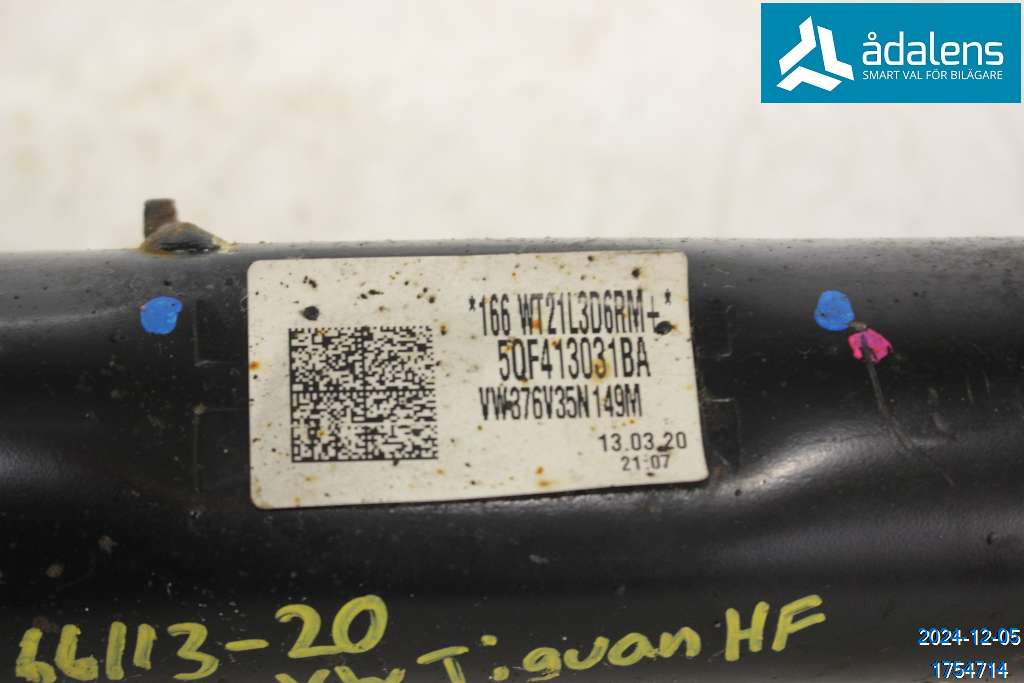 ådalens
SMART VAL FÖR BILÄGARE
*166 WT21L3D6RM+*
5QF413031BA
VW376V35N149M
13.03.20
21:07
66113-20
VW Tiguan HF
2024-12-05
1754714